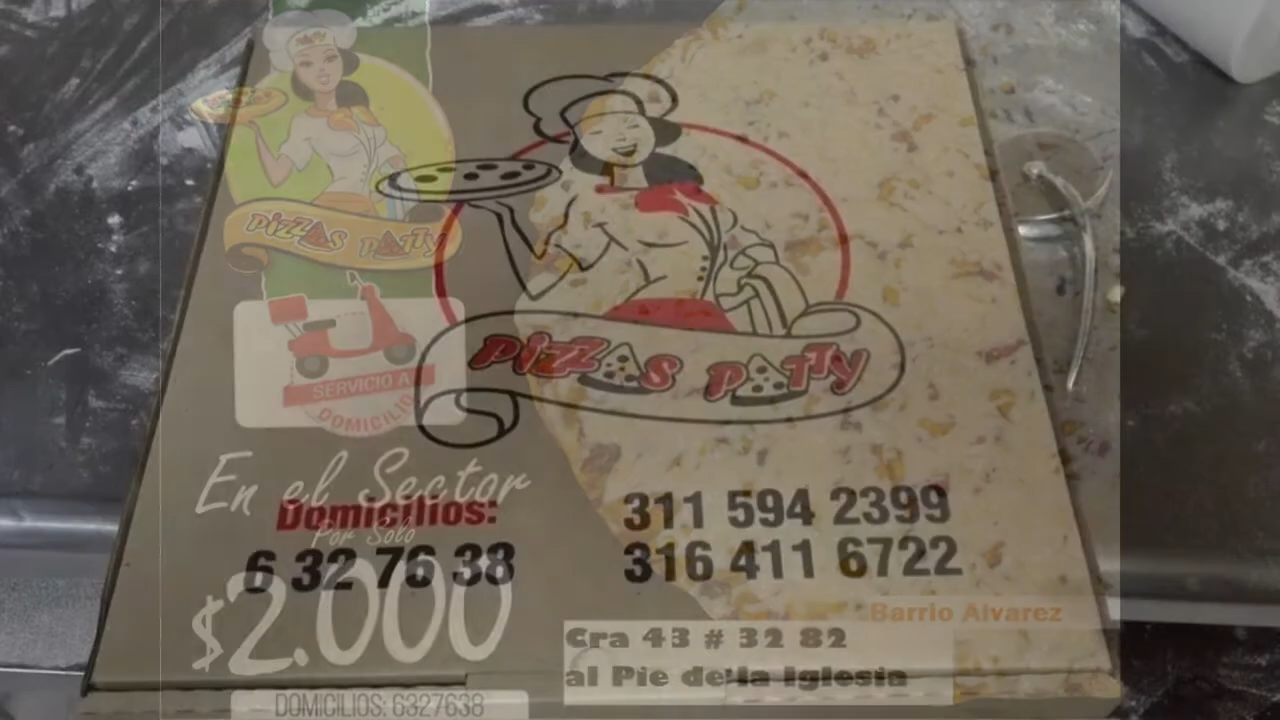 PIZZAS PATTY
PIZZAS PATTY
SERVICIO A
DOMICILIO
En el Sector
Domicilios:
Por Solo
6 32 76 38
$2.000
311 594 2399
316 411 6722
Barrio Alvarez
Cra 43 # 32 82
al Pie de la Iglesia
DOMICILIOS: 6327638